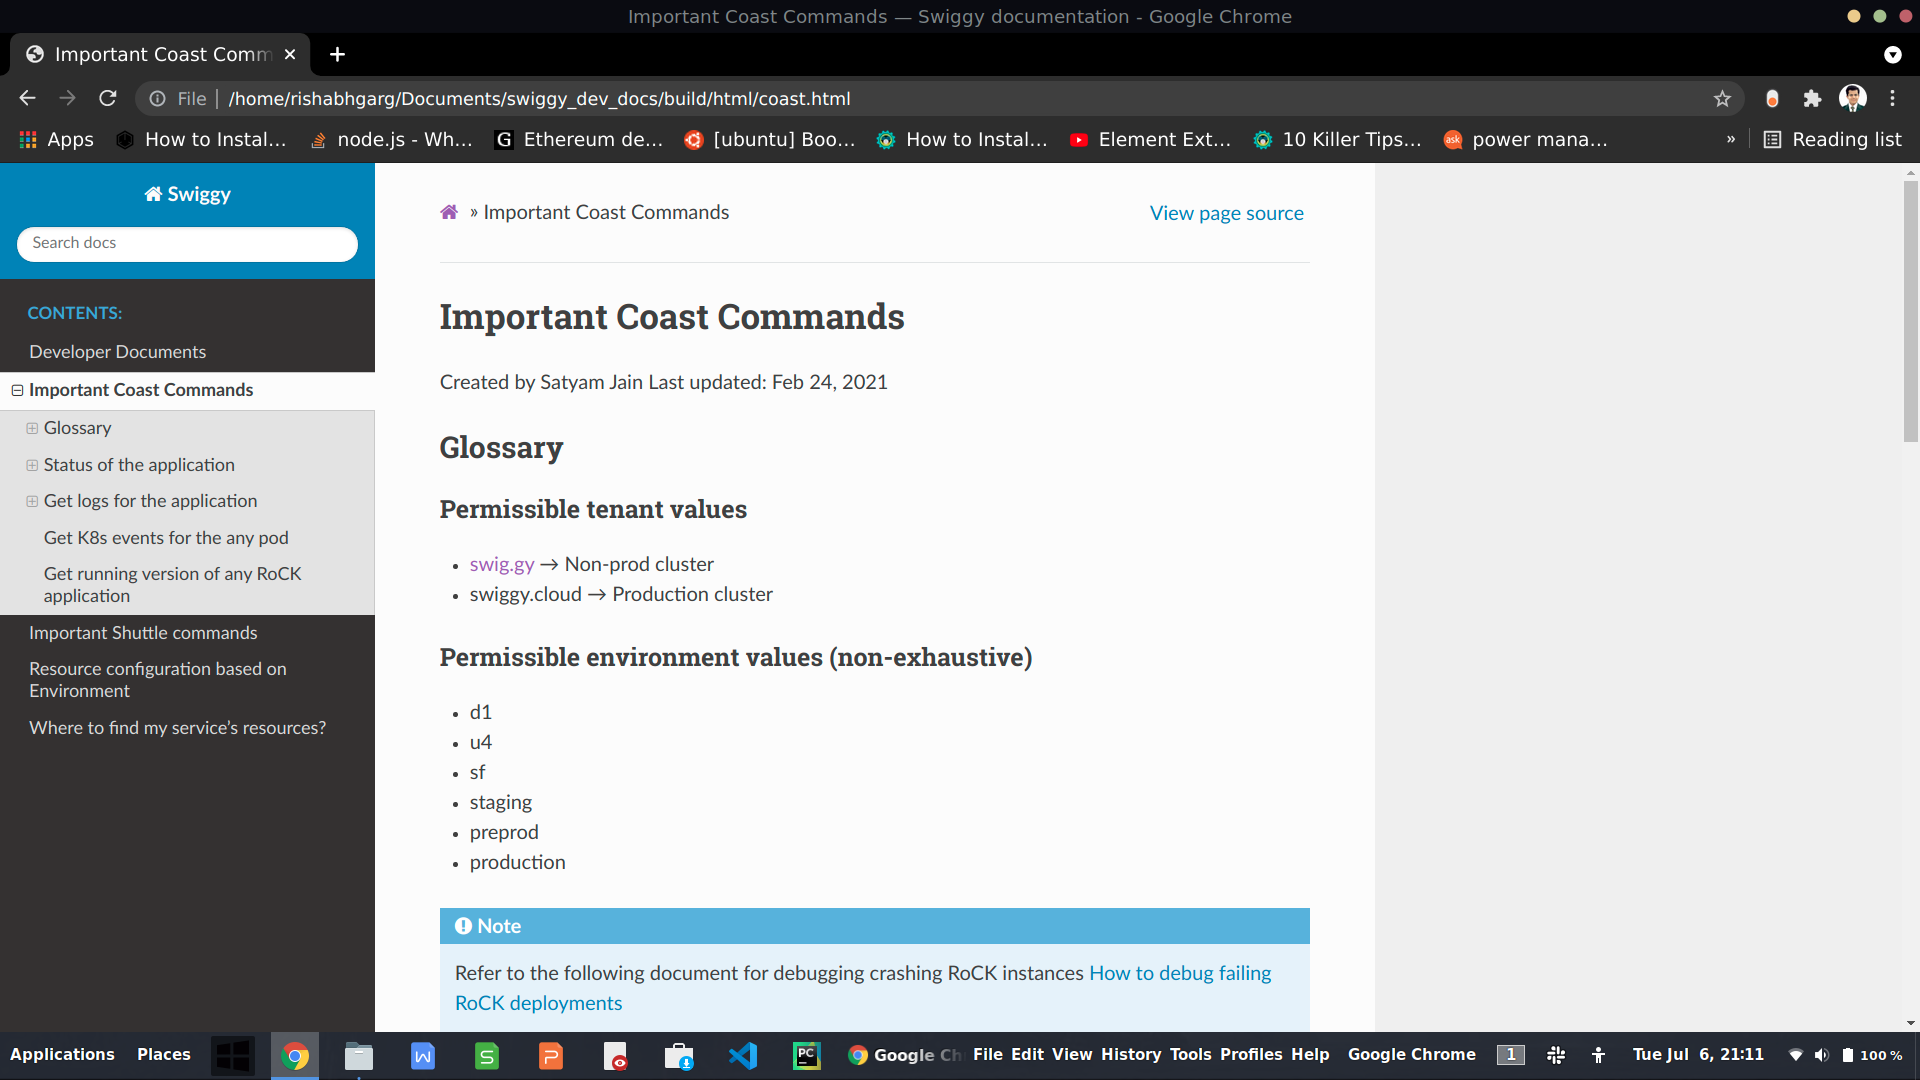 Important Coast Commands — Swiggy documentation - Google Chrome
Important Coast Comm
File
/home/rishabhgarg/Documents/swiggy_dev_docs/build/html/coast.html
Apps
How to Instal...
node.js - Wh...
Ethereum de...
[ubuntu] Boo...
How to Instal...
Element Ext...
10 Killer Tips...
power mana...
»
Reading list
Swiggy
Search docs
CONTENTS:
Developer Documents
Important Coast Commands
Glossary
Status of the application
Get logs for the application
Get K8s events for the any pod
Get running version of any RoCK
application
Important Shuttle commands
Resource configuration based on
Environment
Where to find my service’s resources?
» Important Coast Commands
View page source
Important Coast Commands
Created by Satyam Jain Last updated: Feb 24, 2021
Glossary
Permissible tenant values
• swig.gy → Non-prod cluster
• swiggy.cloud → Production cluster
Permissible environment values (non-exhaustive)
• d1
• u4
• sf
• staging
• preprod
• production
Note
Refer to the following document for debugging crashing RoCK instances How to debug failing
RoCK deployments
Applications Places
W
S
P
PC
Google Ch
File Edit View History Tools Profiles Help
Google Chrome
1
Tue Jul 6, 21:11
100 %